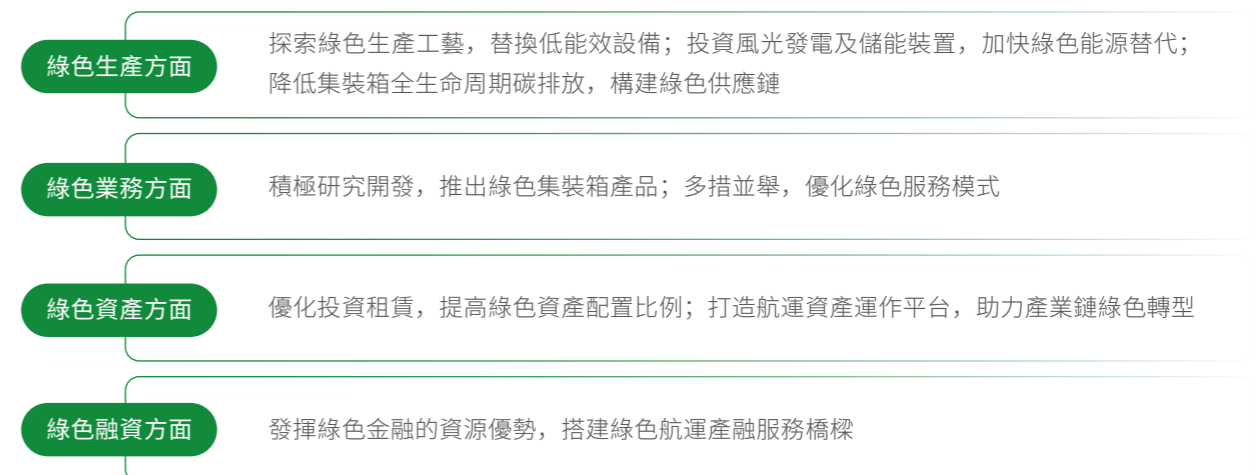 綠色生產方面
探索綠色生產工藝，替換低能效設備；投資風光發電及儲能裝置，加快綠色能源替代；
降低集裝箱全生命周期碳排放，構建綠色供應鏈
綠色業務方面
積極研究開發，推出綠色集裝箱產品；多措並舉，優化綠色服務模式
綠色資產方面
優化投資租賃，提高綠色資產配置比例；打造航運資產運作平台，助力產業鏈綠色轉型
綠色融資方面
發揮綠色金融的資源優勢，搭建綠色航運產融服務橋樑